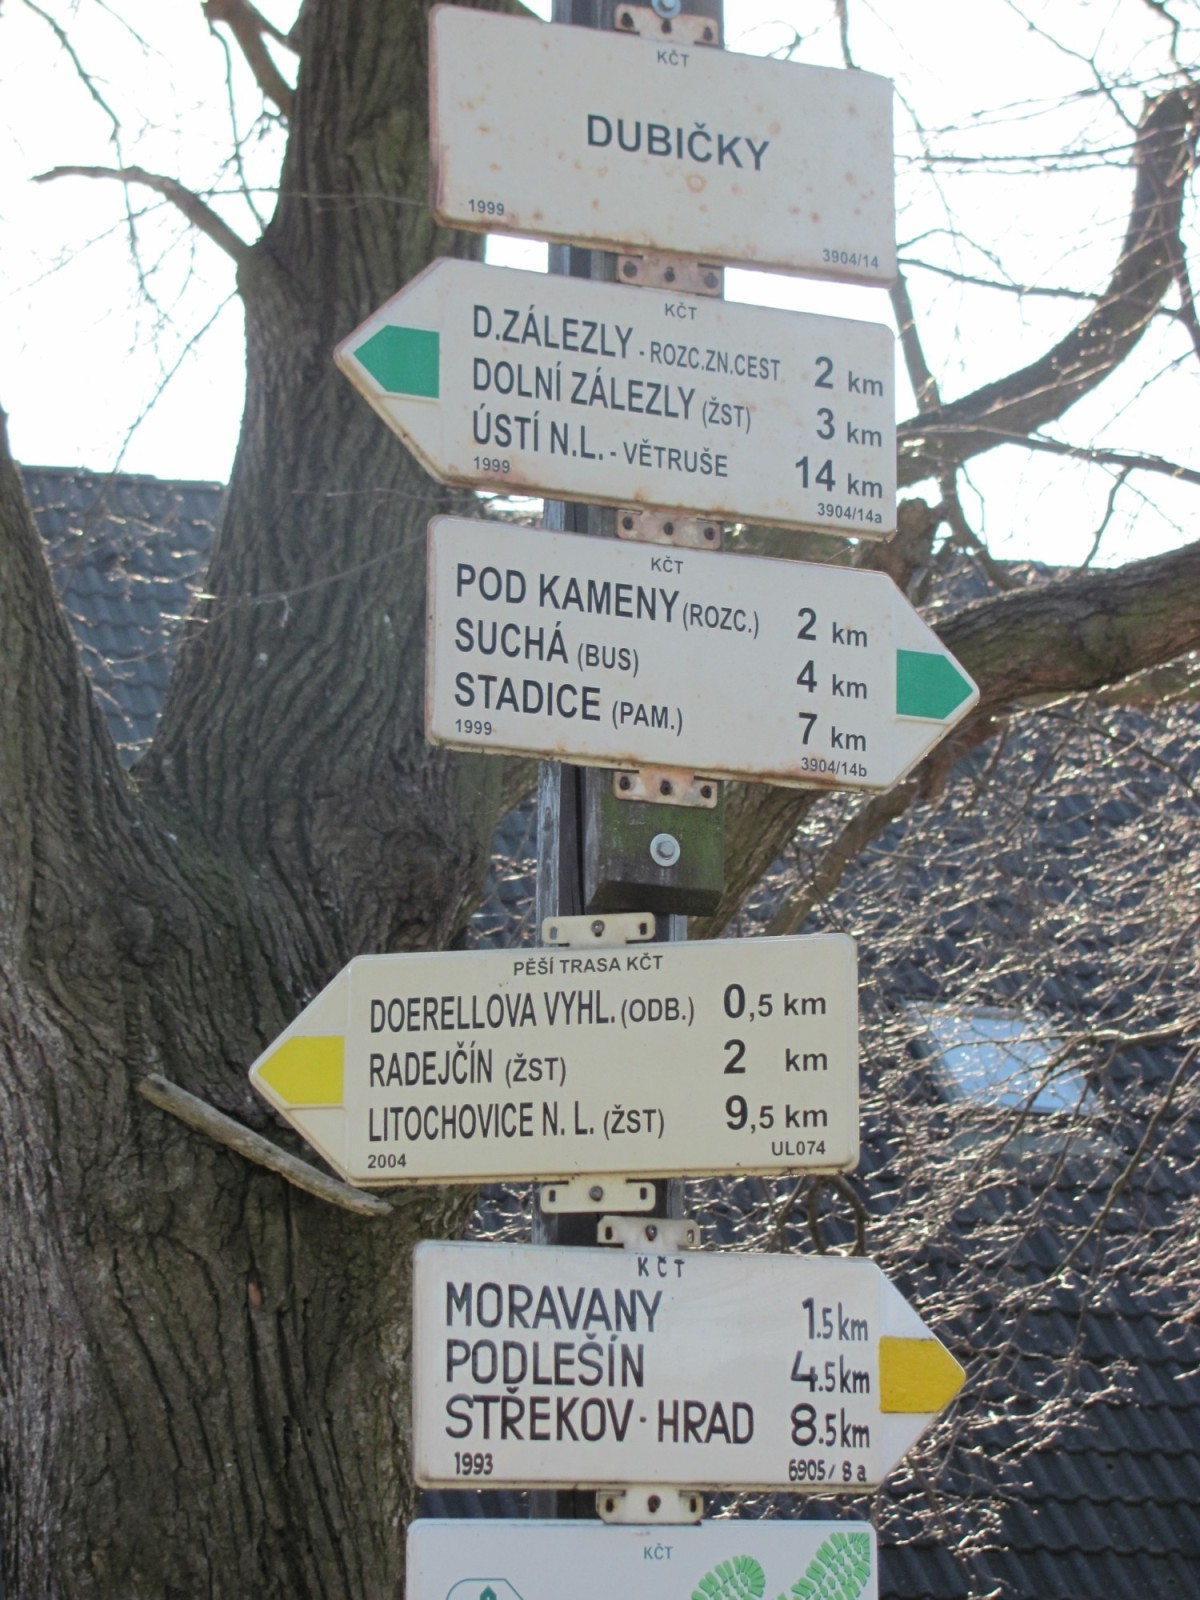 KČT
DUBIČKY
1999
3904/14
KČT
D.ZÁLEZLY - ROZC.ZN.CEST 2 km
DOLNÍ ZÁLEZLY (ŽST) 3 km
ÚSTÍ N.L. - VĚTRUŠE 14 km
1999 3904/14a
KČT
POD KAMENY (ROZC.) 2 km
SUCHÁ (BUS) 4 km
STADICE (PAM.) 7 km
1999 3904/14b
PĚŠÍ TRASA KČT
DOERELLOVA VYHL. (ODB.) 0,5 km
RADEJČÍN (ŽST) 2 km
LITOCHOVICE N. L. (ŽST) 9,5 km
2004 UL074
KČT
MORAVANY 1.5 km
PODLEŠÍN 4.5 km
STŘEKOV - HRAD 8.5 km
1993 6905/8a
KČT